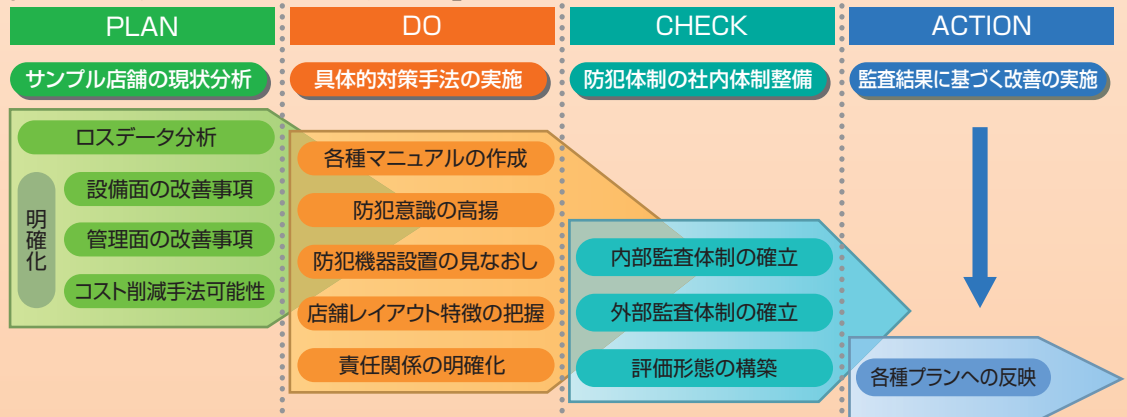 PLAN
サンプル店舗の現状分析
ロスデータ分析
明確化
設備面の改善事項
管理面の改善事項
コスト削減手法可能性
DO
具体的対策手法の実施
各種マニュアルの作成
防犯意識の高揚
防犯機器設置の見なおし
店舗レイアウト特徴の把握
責任関係の明確化
CHECK
防犯体制の社内体制整備
内部監査体制の確立
外部監査体制の確立
評価形態の構築
ACTION
監査結果に基づく改善の実施
各種プランへの反映